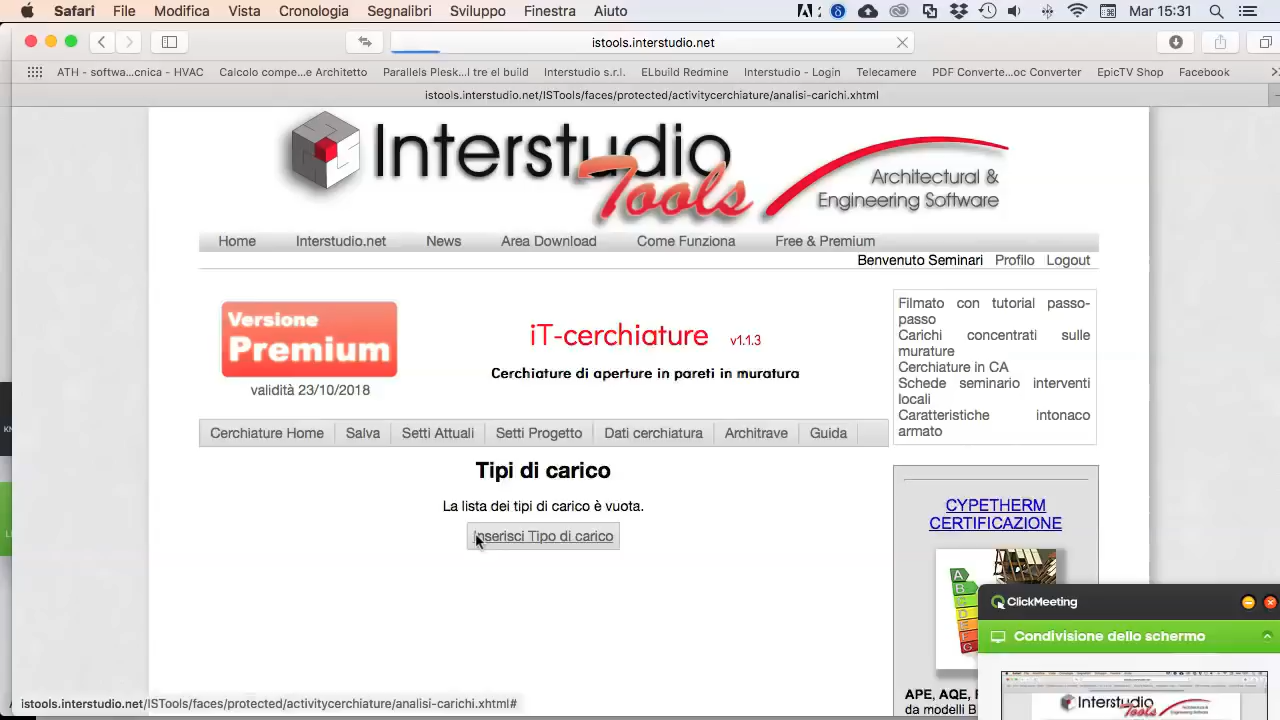 Safari File Modifica Vista Cronologia Segnalibri Sviluppo Finestra Aiuto Mar 15:31
istools.interstudio.net
ATH - softwa...cnica - HVAC Calcolo compe...e Architetto Parallels Plesk...l tre el build Interstudio s.r.l. ELbuild Redmine Interstudio - Login Telecamere PDF Converte...oc Converter EpicTV Shop Facebook
istools.interstudio.net/ISTools/faces/protected/activitycerchiature/analisi-carichi.xhtml
Interstudio
Tools
Architectural &
Engineering Software
Home Interstudio.net News Area Download Come Funziona Free & Premium
Benvenuto Seminari Profilo Logout
Versione
Premium
validità 23/10/2018
iT-cerchiature v1.1.3
Cerchiature di aperture in pareti in muratura
Filmato con tutorial passo-
passo
Carichi concentrati sulle
murature
Cerchiature in CA
Schede seminario interventi
locali
Caratteristiche intonaco
armato
Cerchiature Home Salva Setti Attuali Setti Progetto Dati cerchiatura Architrave Guida
Tipi di carico
La lista dei tipi di carico è vuota.
Inserisci Tipo di carico
CYPETHERM
CERTIFICAZIONE
A
B
G
ClickMeeting
Condivisione dello schermo
Interstudio
Tools
APE, AQE,
da modelli B
istools.interstudio.net/ISTools/faces/protected/activitycerchiature/analisi-carichi.xhtml#